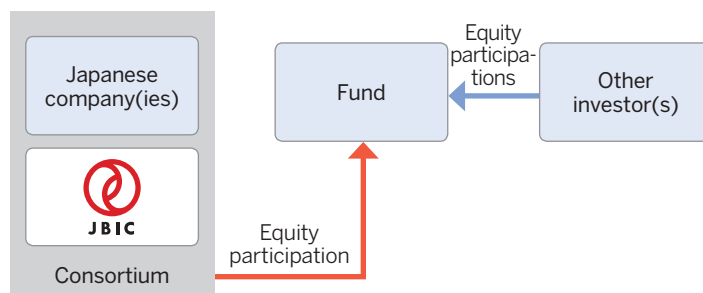 Japanese
company(ies)
JBIC
Consortium
Equity
participation
Fund
Equity
participa-
tions
Other
investor(s)